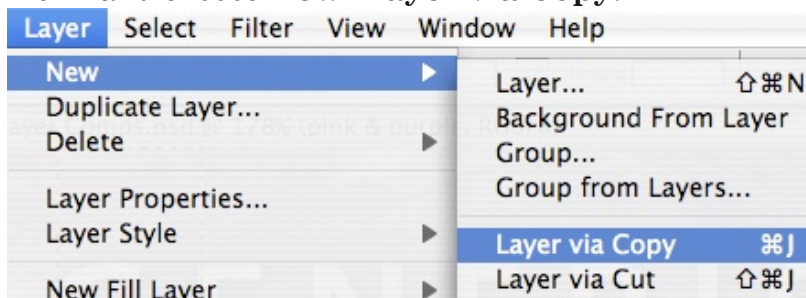 Layer Select Filter View Window Help
New
Duplicate Layer...
Delete
Layer Properties...
Layer Style
New Fill Layer
Layer... ⇧⌘N
Background From Layer
Group...
Group from Layers...
Layer via Copy ⌘J
Layer via Cut ⇧⌘J